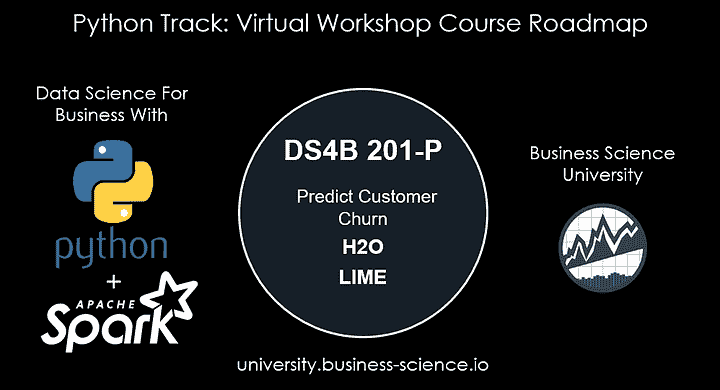 Python Track: Virtual Workshop Course Roadmap
Data Science For
Business With
python
+
APACHE
Spark
DS4B 201-P
Predict Customer
Churn
H2O
LIME
Business Science
University
university.business-science.io